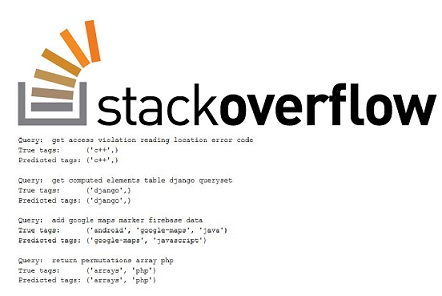 stackoverflow
Query: get access violation reading location error code
True tags: ('c++',)
Predicted tags: ('c++',)
Query: get computed elements table django queryset
True tags: ('django',)
Predicted tags: ('django',)
Query: add google maps marker firebase data
True tags: ('android', 'google-maps', 'java')
Predicted tags: ('google-maps', 'javascript')
Query: return permutations array php
True tags: ('arrays', 'php')
Predicted tags: ('arrays', 'php')